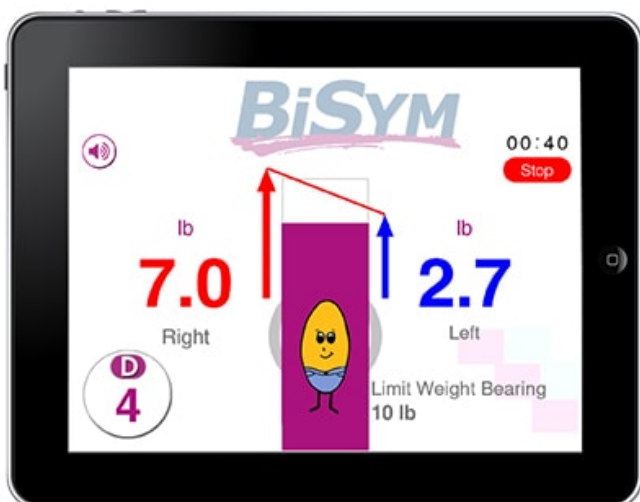 BiSym
00:40
Stop
lb
7.0
Right
lb
2.7
Left
D
4
Limit Weight Bearing
10 lb